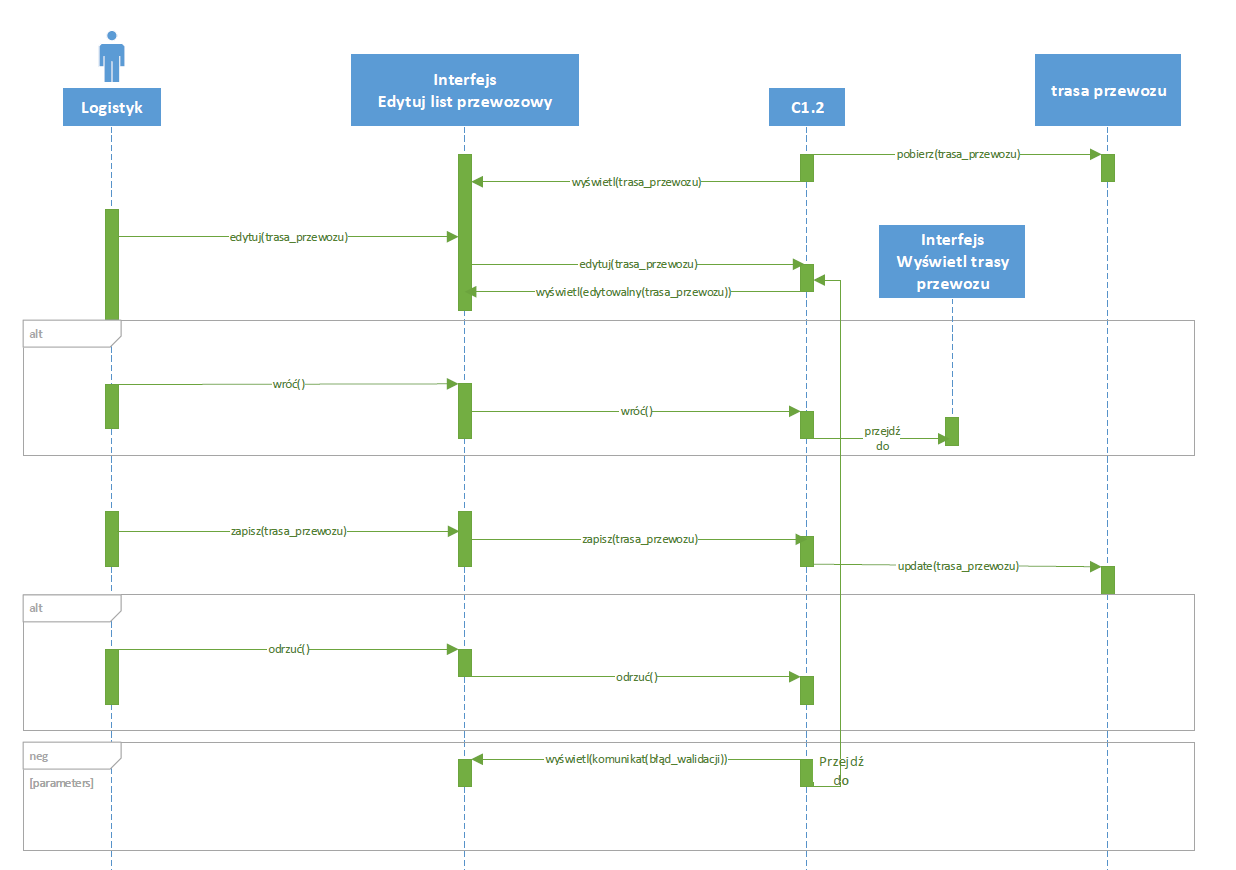 Logistyk
Interfejs
Edytuj list przewozowy
C1.2
trasa przewozu
pobierz(trasa_przewozu)
wyświetl(trasa_przewozu)
edytuj(trasa_przewozu)
Interfejs
Wyświetl trasy
przewozu
edytuj(trasa_przewozu)
wyświetl(edytowalny(trasa_przewozu))
alt
wróć()
wróć()
przejdź
do
zapisz(trasa_przewozu)
zapisz(trasa_przewozu)
update(trasa_przewozu)
alt
odrzuć()
odrzuć()
neg
[parameters]
wyświetl(komunikat(błąd_walidacji))
Przejdź
do